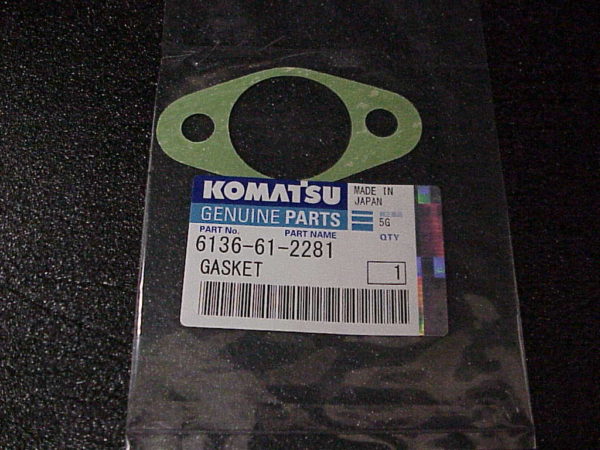 KOMATSU
MADE IN
JAPAN
GENUINE PARTS
5G
PART No.
PART NAME
QTY
6136-61-2281
GASKET
1